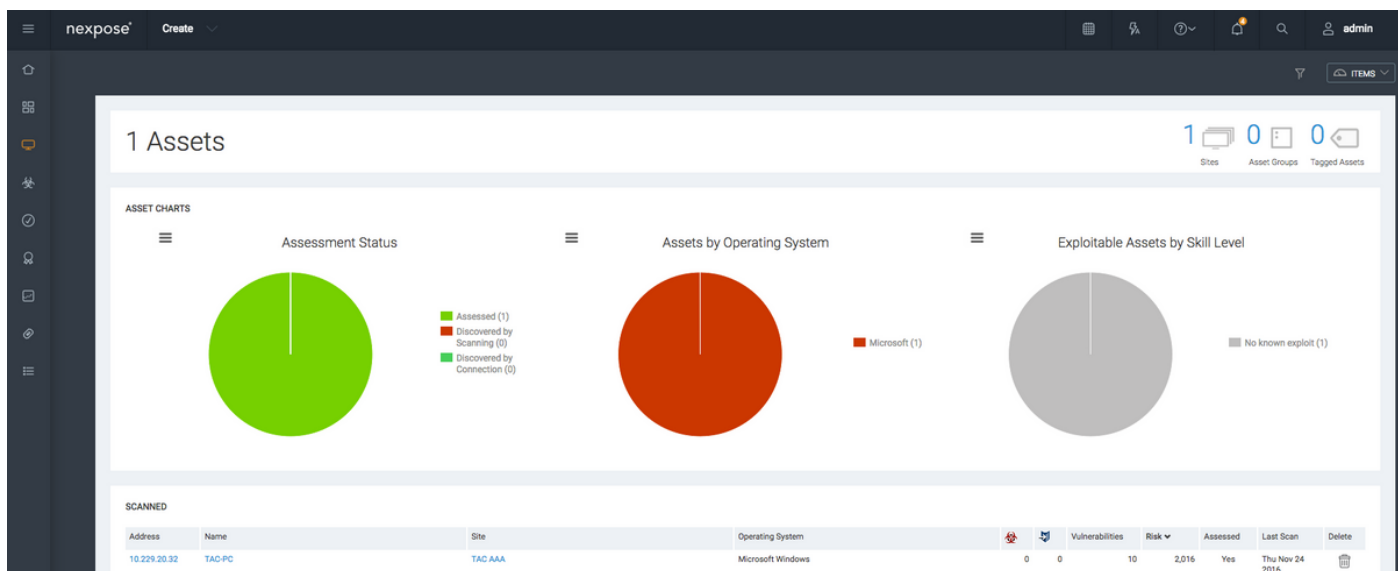 nexpose Create 4 admin
ITEMS
1 Assets
1 0 0
Sites Asset Groups Tagged Assets
ASSET CHARTS
Assessment Status
Assessed (1)
Discovered by
Scanning (0)
Discovered by
Connection (0)
Assets by Operating System
Microsoft (1)
Exploitable Assets by Skill Level
No known exploit (1)
SCANNED
Address Name Site Operating System Vulnerabilities Risk Assessed Last Scan Delete
10.229.20.32 TAC-PC TAC AAA Microsoft Windows 0 0 10 2,016 Yes Thu Nov 24
2016